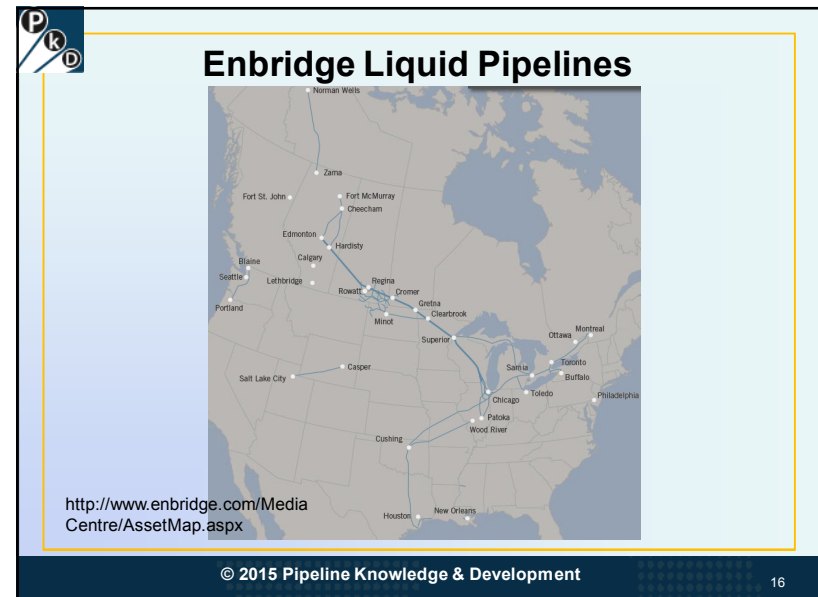 PKD
Enbridge Liquid Pipelines
Norman Wells
Zama
Fort St. John
Fort McMurray
Cheecham
Edmonton
Hardisty
Blaine
Calgary
Seattle
Lethbridge
Regina
Rowatt
Cromer
Portland
Gretna
Minot
Clearbrook
Superior
Montreal
Ottawa
Toronto
Sarnia
Buffalo
Casper
Salt Lake City
Toledo
Philadelphia
Chicago
Patoka
Wood River
Cushing
Houston
New Orleans
http://www.enbridge.com/Media
Centre/AssetMap.aspx
© 2015 Pipeline Knowledge & Development
16